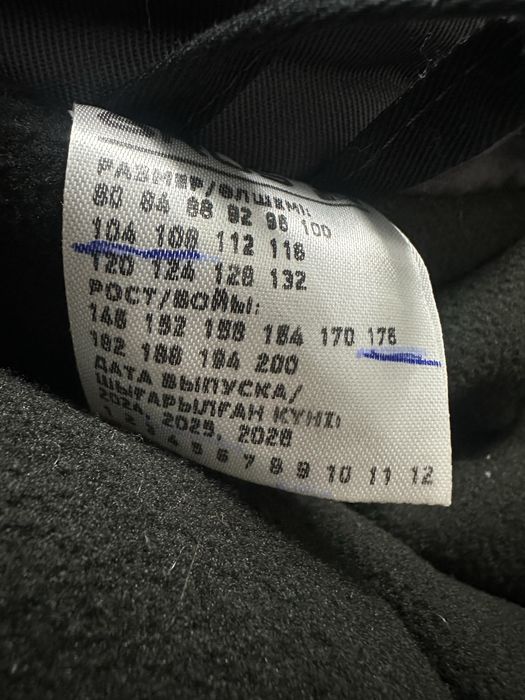 РАЗМЕР/ӨЛШЕМІ:
80 84 88 92 96 100
104 108 112 116
120 124 128 132
РОСТ/БОЙЫ:
146 152 158 164 170 176
182 188 194 200
ДАТА ВЫПУСКА/
ШЫҒАРЫЛҒАН КҮНІ:
2024, 2025, 2026
1 2 3 4 5 6 7 8 9 10 11 12